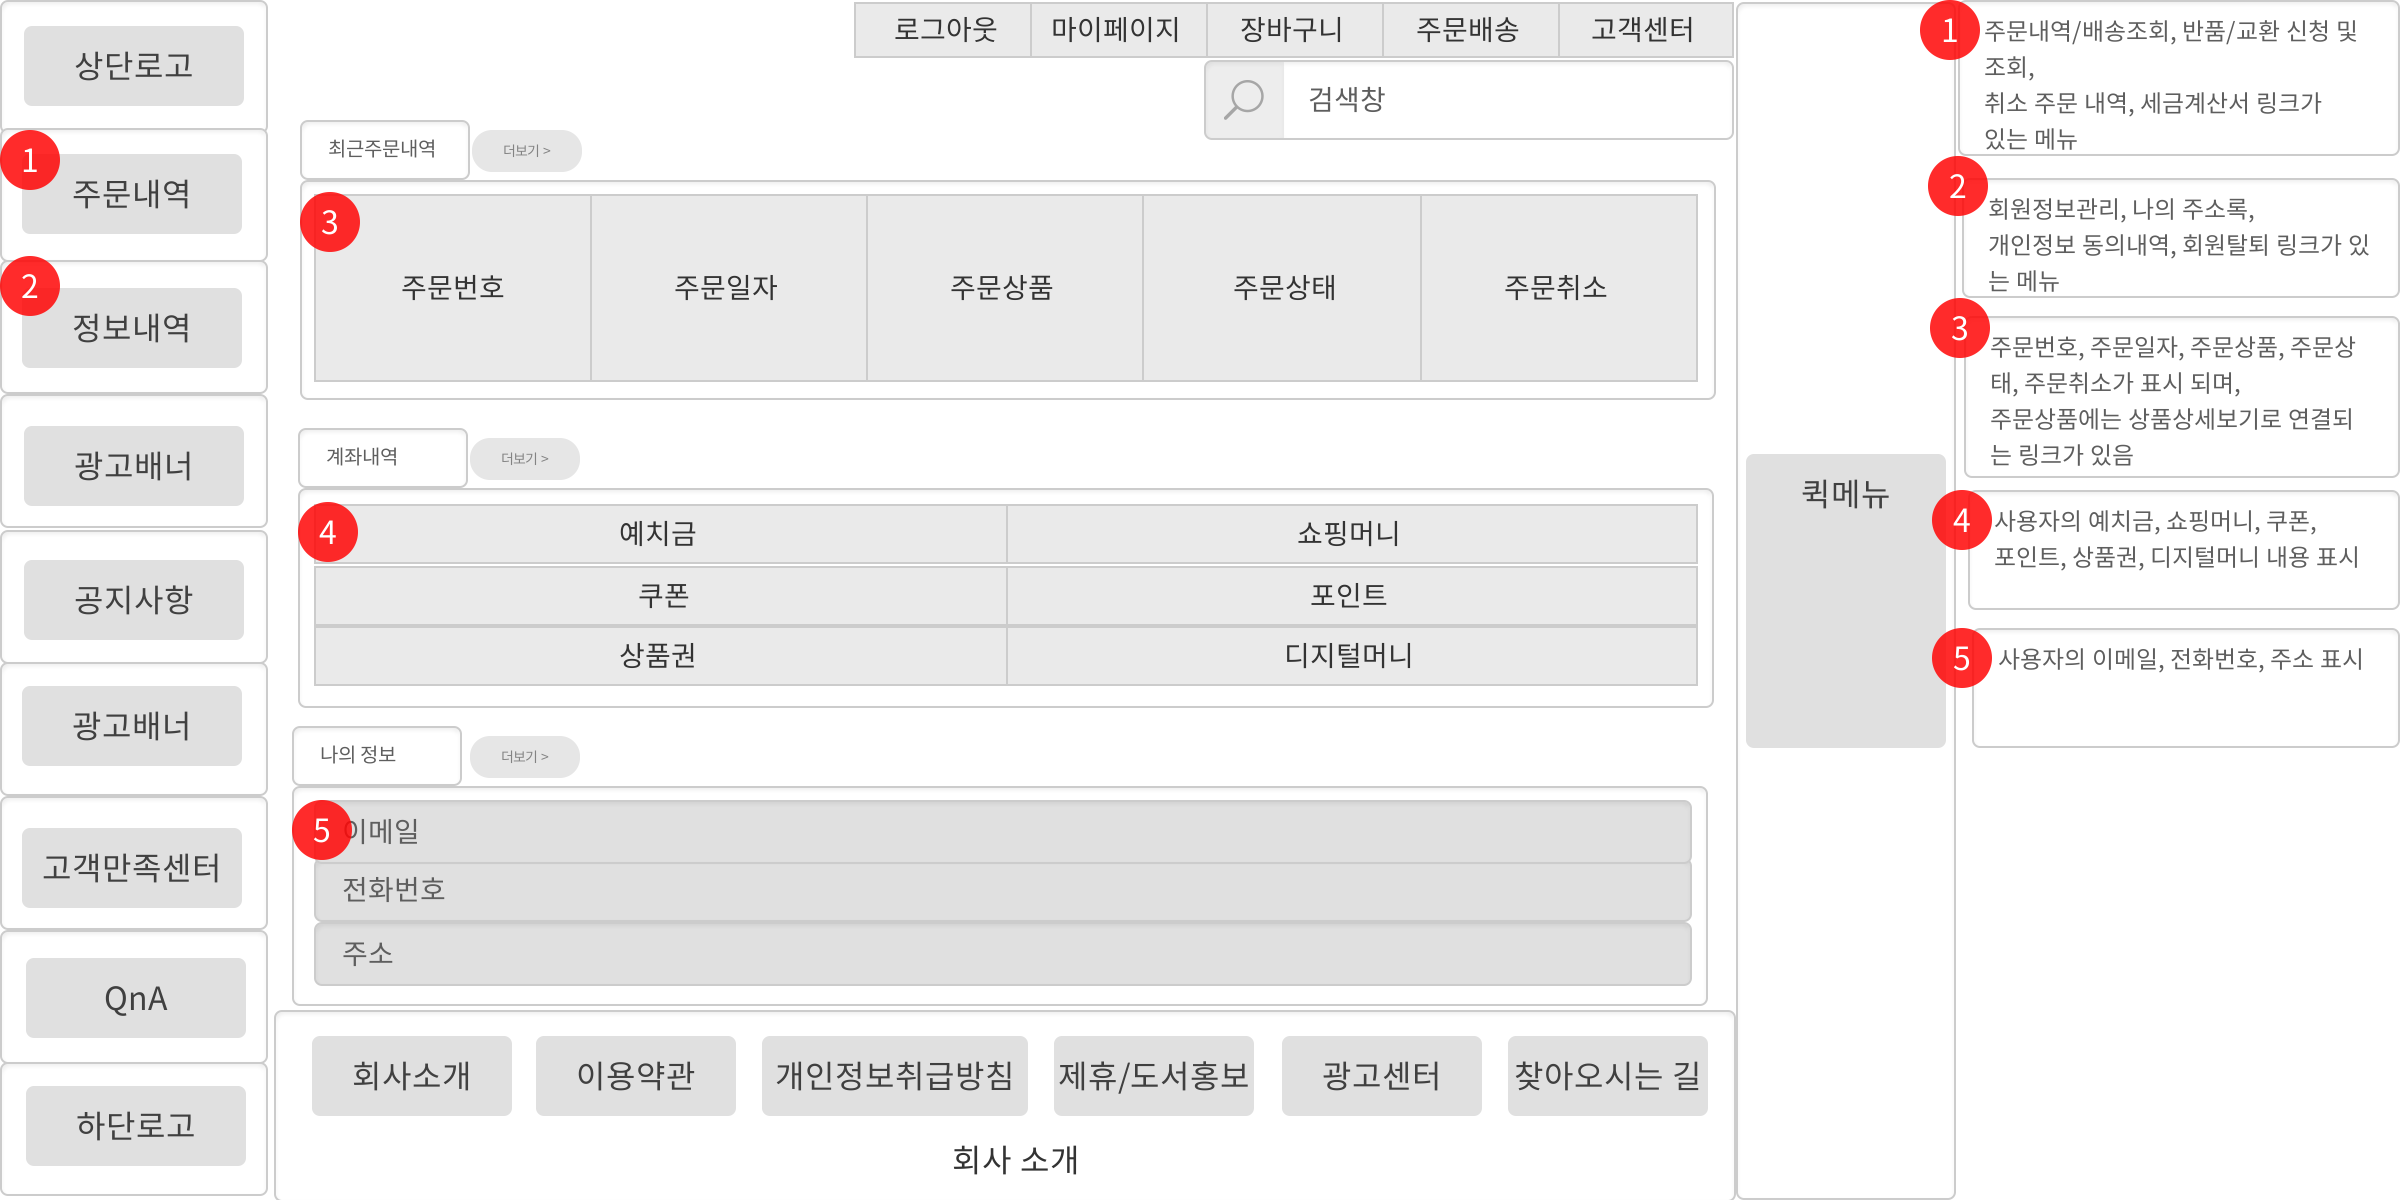 상단로고
1
주문내역
2
정보내역
광고배너
공지사항
광고배너
고객만족센터
QnA
하단로고
로그아웃 마이페이지 장바구니 주문배송 고객센터
검색창
최근주문내역 더보기 >
3
주문번호 주문일자 주문상품 주문상태 주문취소
계좌내역 더보기 >
4
예치금 쇼핑머니
쿠폰 포인트
상품권 디지털머니
나의 정보 더보기 >
5
이메일
전화번호
주소
회사소개 이용약관 개인정보취급방침 제휴/도서홍보 광고센터 찾아오시는 길
회사 소개
퀵메뉴
1
주문내역/배송조회, 반품/교환 신청 및
조회,
취소 주문 내역, 세금계산서 링크가
있는 메뉴
2
회원정보관리, 나의 주소록,
개인정보 동의내역, 회원탈퇴 링크가 있
는 메뉴
3
주문번호, 주문일자, 주문상품, 주문상
태, 주문취소가 표시 되며,
주문상품에는 상품상세보기로 연결되
는 링크가 있음
4
사용자의 예치금, 쇼핑머니, 쿠폰,
포인트, 상품권, 디지털머니 내용 표시
5
사용자의 이메일, 전화번호, 주소 표시